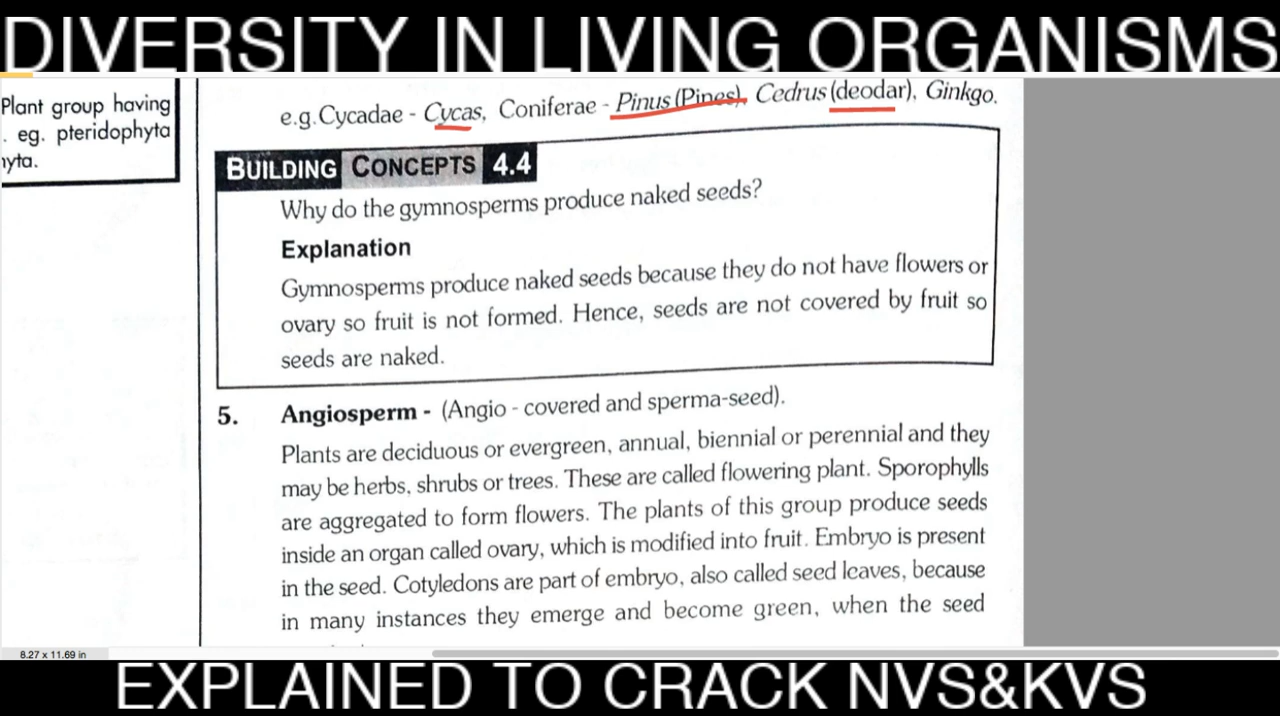 DIVERSITY IN LIVING ORGANISMS
Plant group having
. eg. pteridophyta
yta.
e.g.Cycadae - Cycas, Coniferae - Pinus (Pines), Cedrus (deodar), Ginkgo.
BUILDING CONCEPTS 4.4
Why do the gymnosperms produce naked seeds?
Explanation
Gymnosperms produce naked seeds because they do not have flowers or
ovary so fruit is not formed. Hence, seeds are not covered by fruit so
seeds are naked.
5. Angiosperm - (Angio - covered and sperma-seed).
Plants are deciduous or evergreen, annual, biennial or perennial and they
may be herbs, shrubs or trees. These are called flowering plant. Sporophylls
are aggregated to form flowers. The plants of this group produce seeds
inside an organ called ovary, which is modified into fruit. Embryo is present
in the seed. Cotyledons are part of embryo, also called seed leaves, because
in many instances they emerge and become green, when the seed
8.27 x 11.69 in
EXPLAINED TO CRACK NVS&KVS